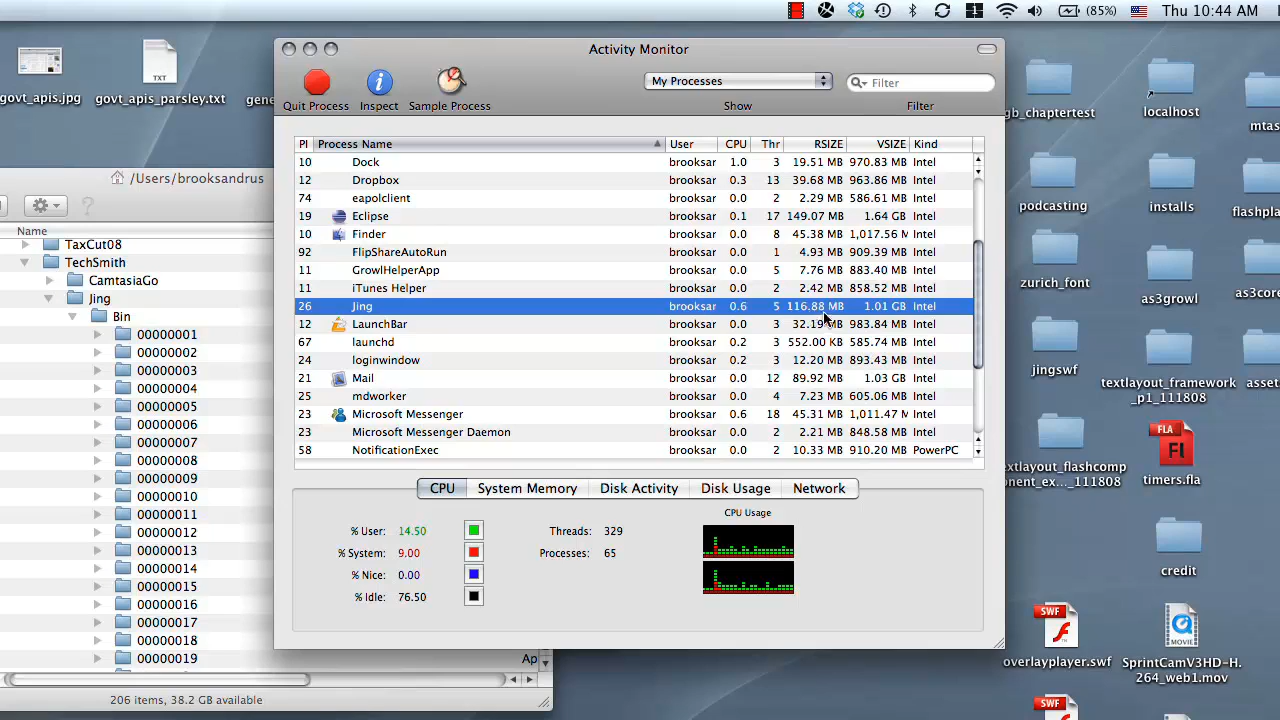 (85%)
Thu 10:44 AM
govt_apis.jpg
TXT
govt_apis_parsley.txt
/Users/brooksandrus
Name
TaxCut08
TechSmith
CamtasiaGo
Jing
Bin
00000001
00000002
00000003
00000004
00000005
00000006
00000007
00000008
00000009
00000010
00000011
00000012
00000013
00000014
00000015
00000016
00000017
00000018
00000019
206 items, 38.2 GB available
Activity Monitor
Quit Process
Inspect
Sample Process
My Processes
Show
Filter
Filter
PI Process Name User CPU Thr RSIZE VSIZE Kind
10 Dock brooksar 1.0 3 19.51 MB 970.83 MB Intel
12 Dropbox brooksar 0.3 13 39.68 MB 963.86 MB Intel
74 eapolclient brooksar 0.0 2 2.29 MB 586.61 MB Intel
19 Eclipse brooksar 0.1 17 149.07 MB 1.64 GB Intel
10 Finder brooksar 0.0 8 45.38 MB 1,017.56 M Intel
92 FlipShareAutoRun brooksar 0.0 1 4.93 MB 909.39 MB Intel
11 GrowlHelperApp brooksar 0.0 5 7.76 MB 883.40 MB Intel
11 iTunes Helper brooksar 0.0 2 2.42 MB 858.52 MB Intel
26 Jing brooksar 0.6 5 116.88 MB 1.01 GB Intel
12 LaunchBar brooksar 0.0 3 32.19 MB 983.84 MB Intel
67 launchd brooksar 0.2 3 552.00 KB 585.74 MB Intel
24 loginwindow brooksar 0.2 3 12.20 MB 893.43 MB Intel
21 Mail brooksar 0.0 12 89.92 MB 1.03 GB Intel
25 mdworker brooksar 0.0 4 7.23 MB 605.06 MB Intel
23 Microsoft Messenger brooksar 0.6 18 45.31 MB 1,011.47 M Intel
23 Microsoft Messenger Daemon brooksar 0.0 2 2.21 MB 848.58 MB Intel
58 NotificationExec brooksar 0.0 2 10.33 MB 910.20 MB PowerPC
CPU
System Memory
Disk Activity
Disk Usage
Network
% User: 14.50
% System: 9.00
% Nice: 0.00
% Idle: 76.50
Threads: 329
Processes: 65
CPU Usage
gb_chaptertest
localhost
podcasting
installs
zurich_font
as3growl
jingswf
textlayout_framework
_p1_111808
extlayout_flashcomp
onent_ex..._111808
FLA
timers.fla
credit
SWF
overlayplayer.swf
MOVIE
SprintCamV3HD-H.
264_web1.mov
SWF